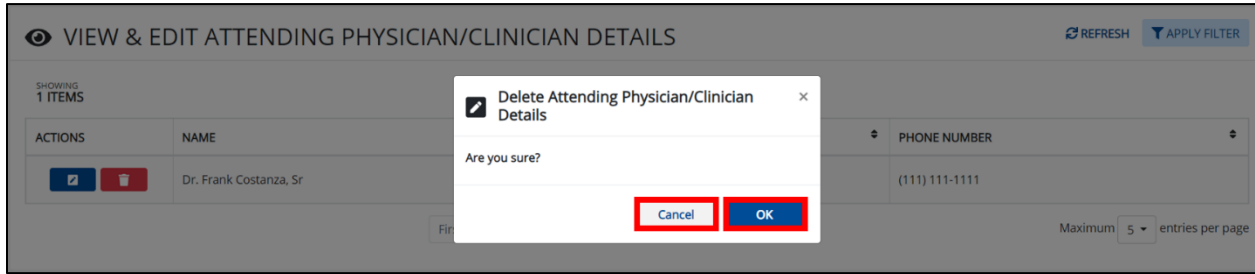 VIEW & EDIT ATTENDING PHYSICIAN/CLINICIAN DETAILS
REFRESH
APPLY FILTER
SHOWING
1 ITEMS
Delete Attending Physician/Clinician
Details
×
Are you sure?
Cancel
OK
ACTIONS
NAME
PHONE NUMBER
Dr. Frank Costanza, Sr
(111) 111-1111
Maximum 5 entries per page